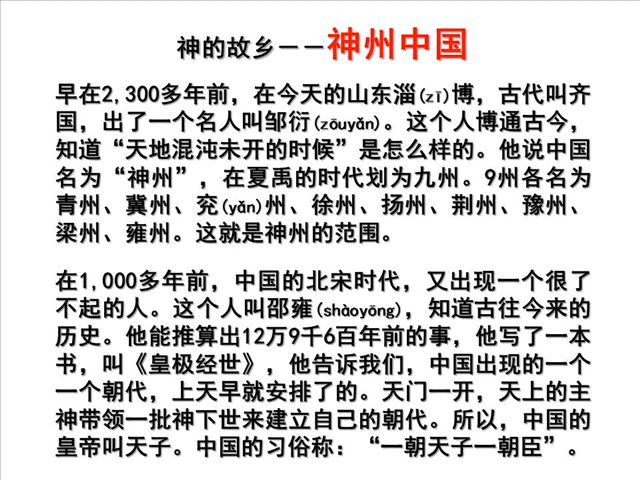 神的故乡－－神州中国
早在2,300多年前，在今天的山东淄(zī)博，古代叫齐
国，出了一个名人叫邹衍(zōuyǎn)。这个人博通古今，
知道“天地混沌未开的时候”是怎么样的。他说中国
名为“神州”，在夏禹的时代划为九州。9州各名为
青州、冀州、兖(yǎn)州、徐州、扬州、荆州、豫州、
梁州、雍州。这就是神州的范围。
在1,000多年前，中国的北宋时代，又出现一个很了
不起的人。这个人叫邵雍(shàoyōng)，知道古往今来的
历史。他能推算出12万9千6百年前的事，他写了一本
书，叫《皇极经世》，他告诉我们，中国出现的一个
一个朝代，上天早就安排了的。天门一开，天上的主
神带领一批神下世来建立自己的朝代。所以，中国的
皇帝叫天子。中国的习俗称：“一朝天子一朝臣”。